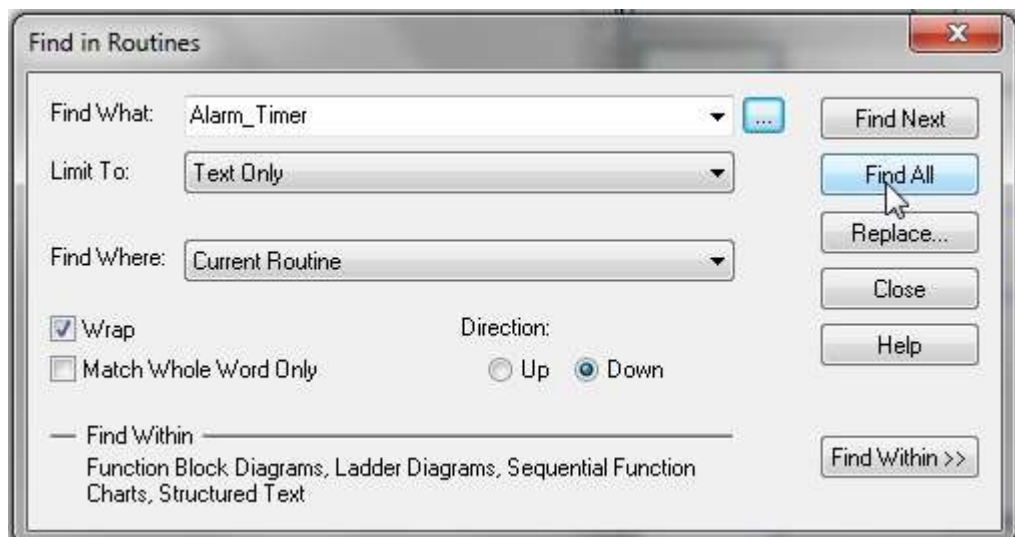 Find in Routines
Find What: Alarm_Timer ... Find Next
Limit To: Text Only Find All
Replace...
Find Where: Current Routine
Close
Wrap Direction:
Help
Match Whole Word Only Up Down
Find Within
Function Block Diagrams, Ladder Diagrams, Sequential Function
Charts, Structured Text
Find Within >>